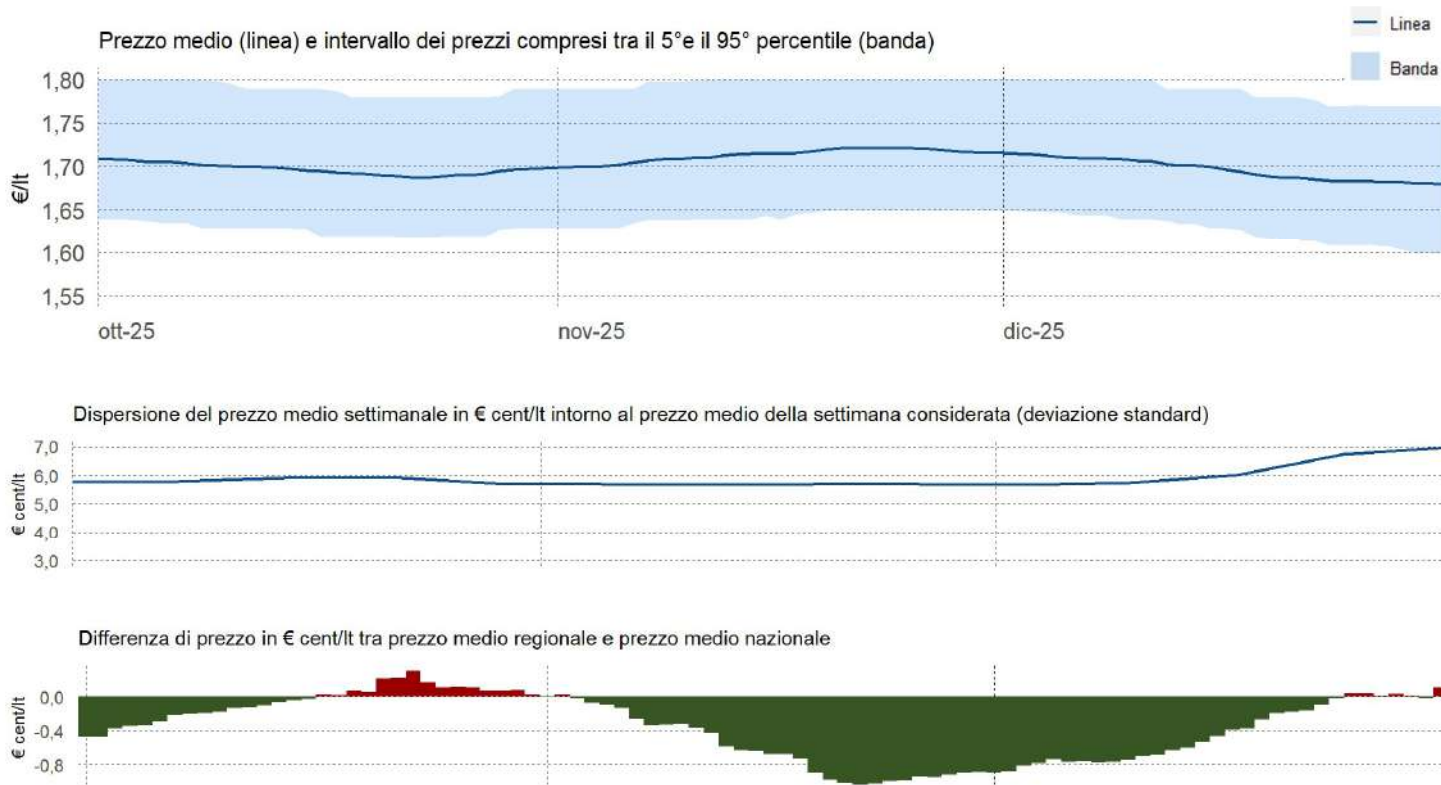 Prezzo medio (linea) e intervallo dei prezzi compresi tra il 5°e il 95° percentile (banda)
Linea
Banda
€/lt
1,80
1,75
1,70
1,65
1,60
1,55
ott-25 nov-25 dic-25
Dispersione del prezzo medio settimanale in € cent/lt intorno al prezzo medio della settimana considerata (deviazione standard)
€ cent/lt
7,0
6,0
5,0
4,0
3,0
Differenza di prezzo in € cent/lt tra prezzo medio regionale e prezzo medio nazionale
€ cent/lt
0,0
-0,4
-0,8